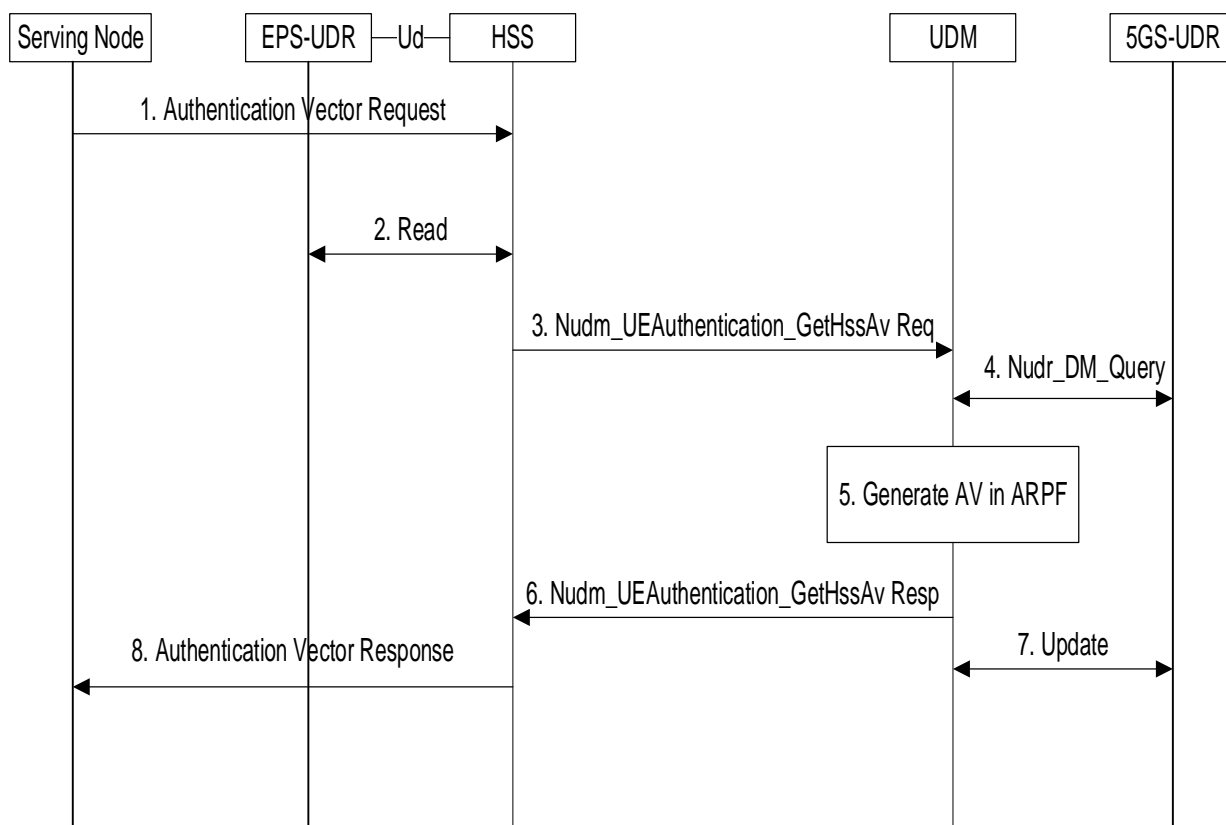 Serving Node
EPS-UDR
Ud
HSS
UDM
5GS-UDR
1. Authentication Vector Request
2. Read
3. Nudm_UEAuthentication_GetHssAv Req
4. Nudr_DM_Query
5. Generate AV in ARPF
6. Nudm_UEAuthentication_GetHssAv Resp
7. Update
8. Authentication Vector Response